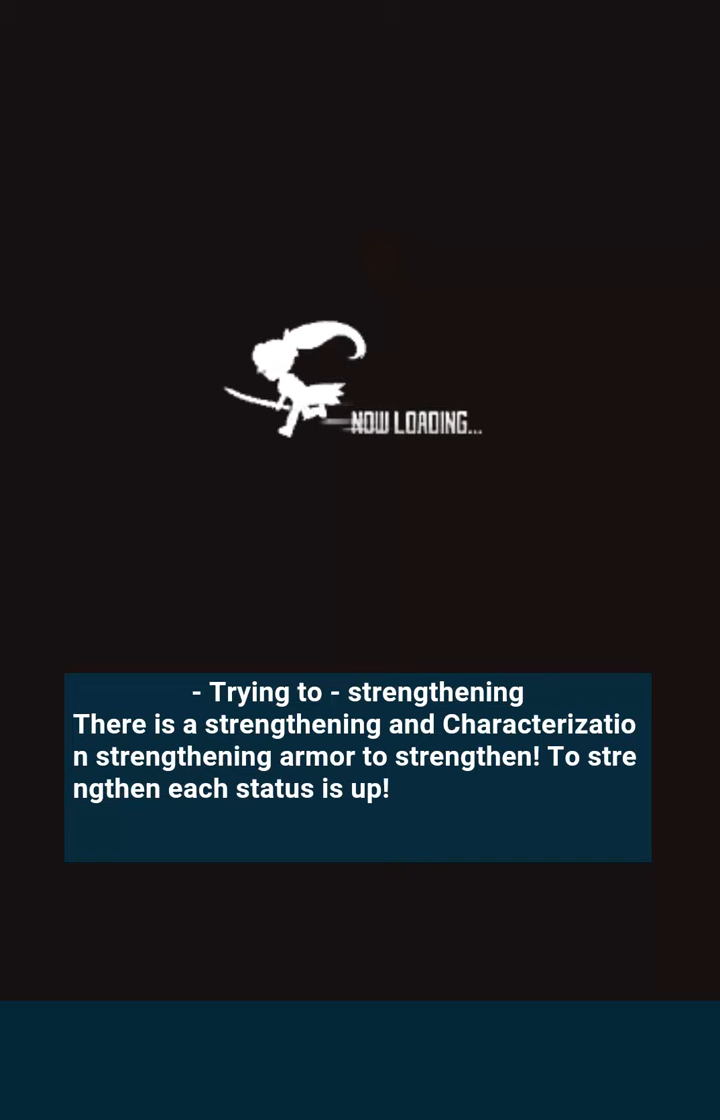 NOW LOADING...
- Trying to - strengthening
There is a strengthening and Characterizatio
n strengthening armor to strengthen! To stre
ngthen each status is up!